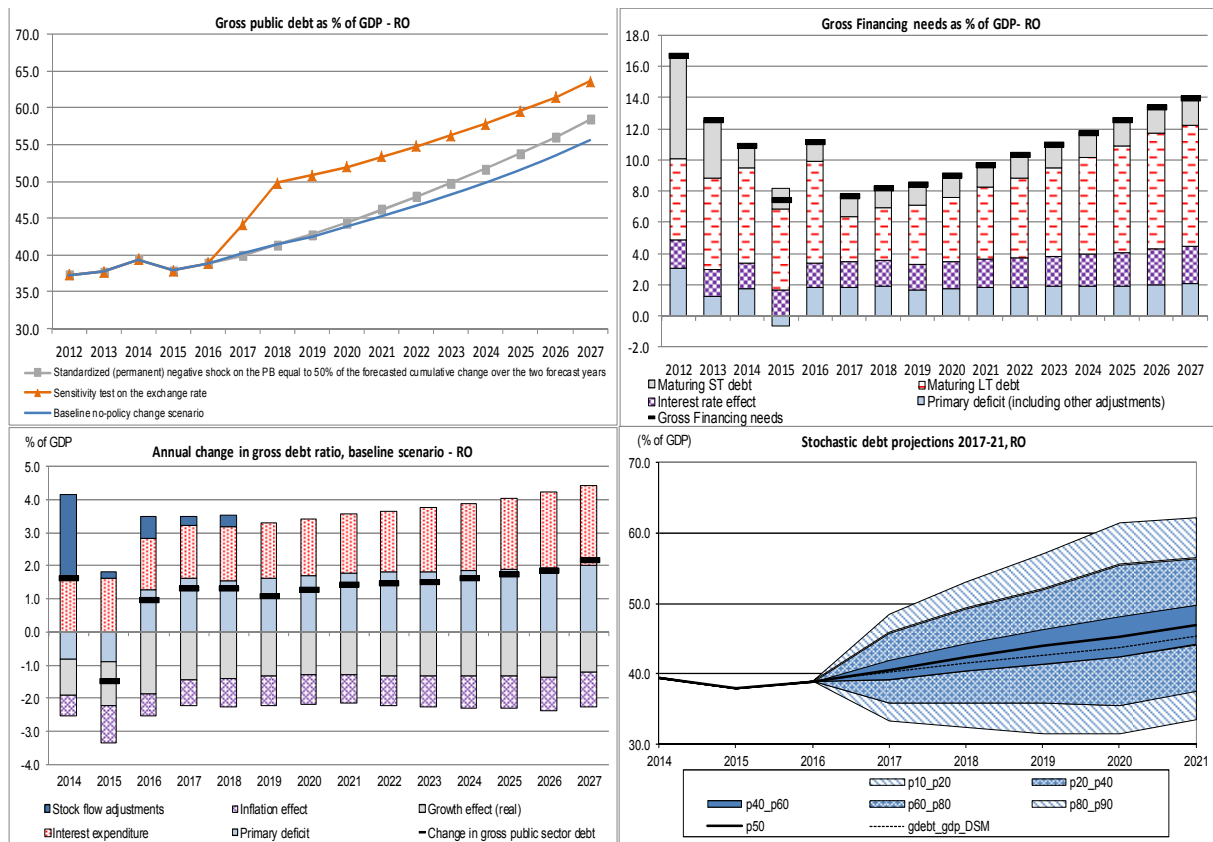 Gross public debt as % of GDP - RO
70.0
65.0
60.0
55.0
50.0
45.0
40.0
35.0
30.0
2012 2013 2014 2015 2016 2017 2018 2019 2020 2021 2022 2023 2024 2025 2026 2027
Standardized (permanent) negative shock on the PB equal to 50% of the forecasted cumulative change over the two forecast years
Sensitivity test on the exchange rate
Baseline no-policy change scenario
Gross Financing needs as % of GDP- RO
18.0
16.0
14.0
12.0
10.0
8.0
6.0
4.0
2.0
0.0
-2.0
2012 2013 2014 2015 2016 2017 2018 2019 2020 2021 2022 2023 2024 2025 2026 2027
Maturing ST debt
Maturing LT debt
Interest rate effect
Primary deficit (including other adjustments)
Gross Financing needs
% of GDP
Annual change in gross debt ratio, baseline scenario - RO
5.0
4.0
3.0
2.0
1.0
0.0
-1.0
-2.0
-3.0
-4.0
2014 2015 2016 2017 2018 2019 2020 2021 2022 2023 2024 2025 2026 2027
Stock flow adjustments
Inflation effect
Growth effect (real)
Interest expenditure
Primary deficit
Change in gross public sector debt
(% of GDP)
Stochastic debt projections 2017-21, RO
70.0
60.0
50.0
40.0
30.0
2014 2015 2016 2017 2018 2019 2020 2021
p10_p20
p20_p40
p40_p60
p60_p80
p80_p90
p50
gdebt_gdp_DSM